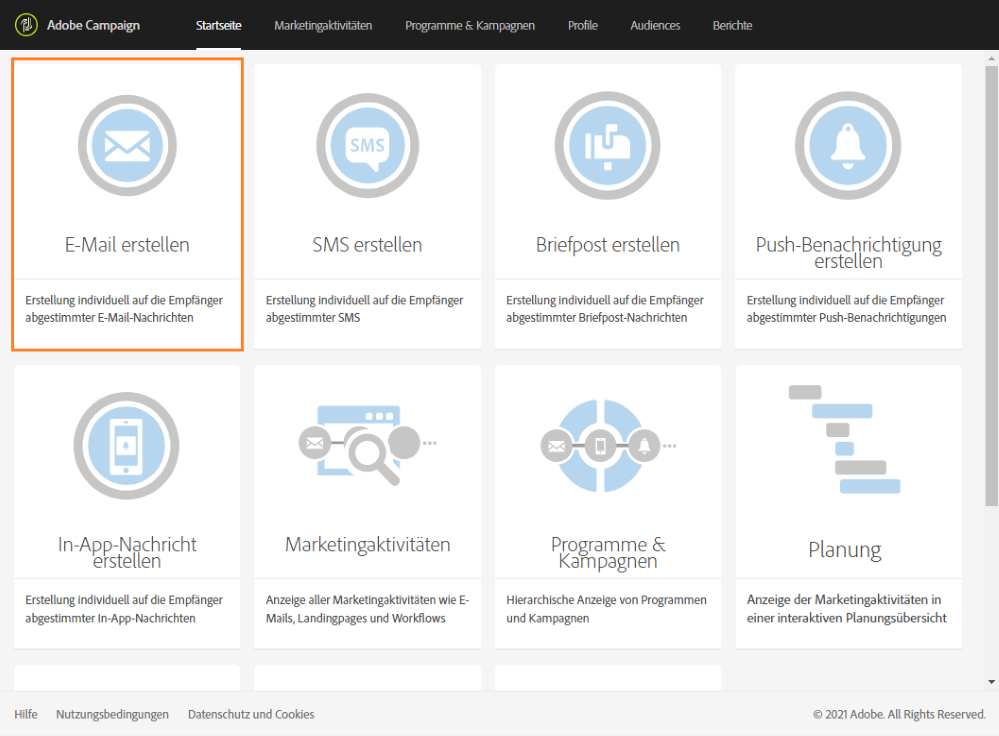 Adobe Campaign Startseite Marketingaktivitäten Programme & Kampagnen Profile Audiences Berichte
SMS
E-Mail erstellen
SMS erstellen
Briefpost erstellen
Push-Benachrichtigung
erstellen
Erstellung individuell auf die Empfänger
abgestimmter E-Mail-Nachrichten
Erstellung individuell auf die Empfänger
abgestimmter SMS
Erstellung individuell auf die Empfänger
abgestimmter Briefpost-Nachrichten
Erstellung individuell auf die Empfänger
abgestimmter Push-Benachrichtigungen
In-App-Nachricht
erstellen
Marketingaktivitäten
Programme &
Kampagnen
Planung
Erstellung individuell auf die Empfänger
abgestimmter In-App-Nachrichten
Anzeige aller Marketingaktivitäten wie E-
Mails, Landingpages und Workflows
Hierarchische Anzeige von Programmen
und Kampagnen
Anzeige der Marketingaktivitäten in
einer interaktiven Planungsübersicht
Hilfe Nutzungsbedingungen Datenschutz und Cookies © 2021 Adobe. All Rights Reserved.